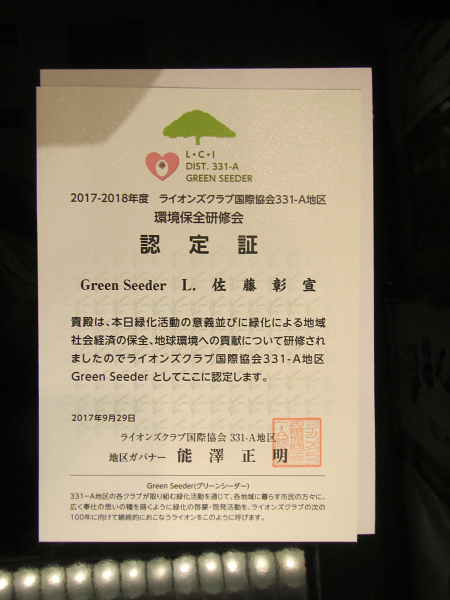 L・C・I
DIST. 331-A
GREEN SEEDER
2017-2018年度　ライオンズクラブ国際協会331-A地区
環境保全研修会
認定証
Green Seeder　L. 佐藤彰宣
貴殿は、本日緑化活動の意義並びに緑化による地域
社会経済の保全、地球環境への貢献について研修され
ましたのでライオンズクラブ国際協会331-A地区
Green Seeder としてここに認定します。
2017年9月29日
ライオンズクラブ国際協会 331-A地区
地区ガバナー 能澤正明
Green Seeder(グリーンシーダー)
331-A地区の各クラブが取り組む緑化活動を通じて、各地域に暮らす市民の方々に、
広く奉仕の思いの種を蒔くように緑化の啓蒙・啓発活動を、ライオンズクラブの次の
100年に向けて継続的におこなうライオンをこのように呼びます。